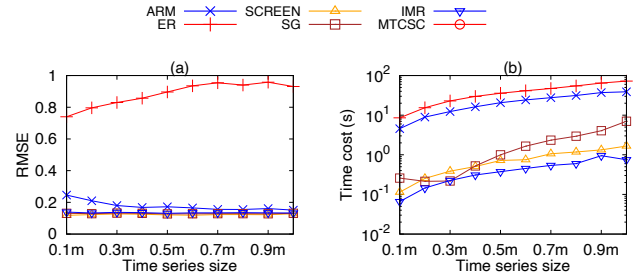 ARM SCREEN IMR
ER SG MTCSC
(a)
RMSE
1
0.8
0.6
0.4
0.2
0
0.1m 0.3m 0.5m 0.7m 0.9m
Time series size
(b)
Time cost (s)
10^2
10^1
10^0
10^-1
10^-2
0.1m 0.3m 0.5m 0.7m 0.9m
Time series size